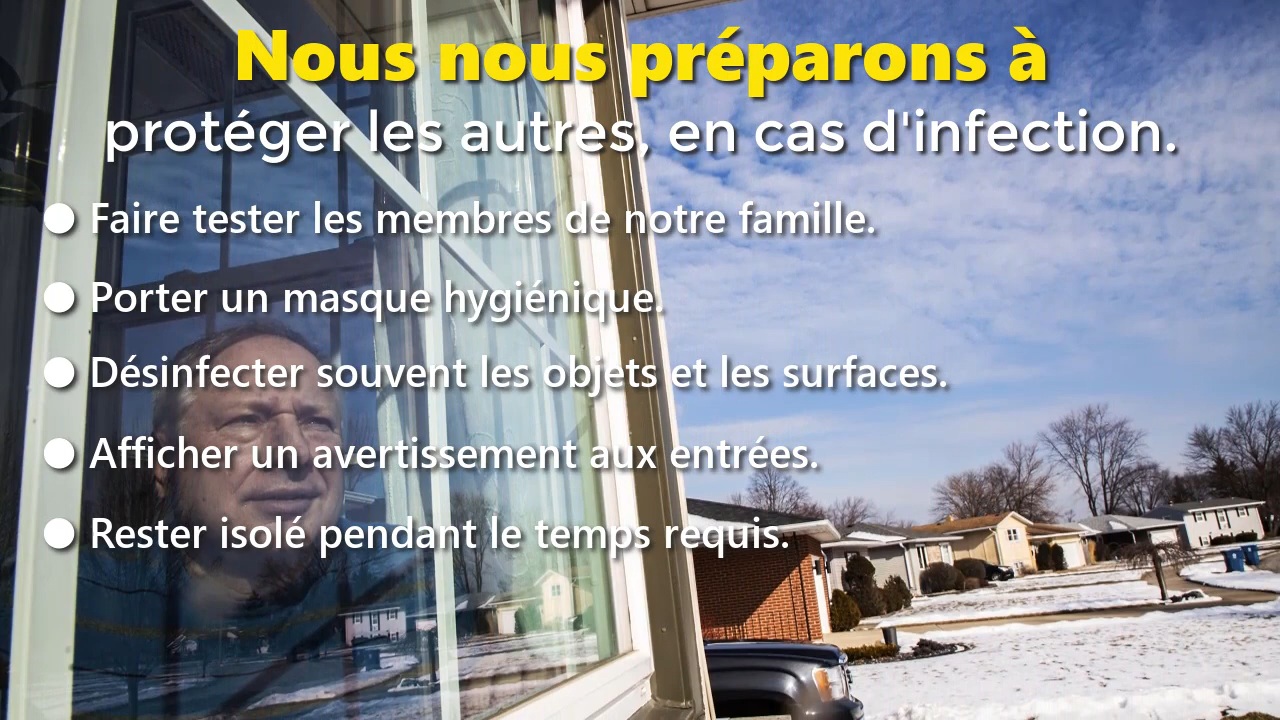 Nous nous préparons à
protéger les autres, en cas d'infection.
● Faire tester les membres de notre famille.
● Porter un masque hygiénique.
● Désinfecter souvent les objets et les surfaces.
● Afficher un avertissement aux entrées.
● Rester isolé pendant le temps requis.